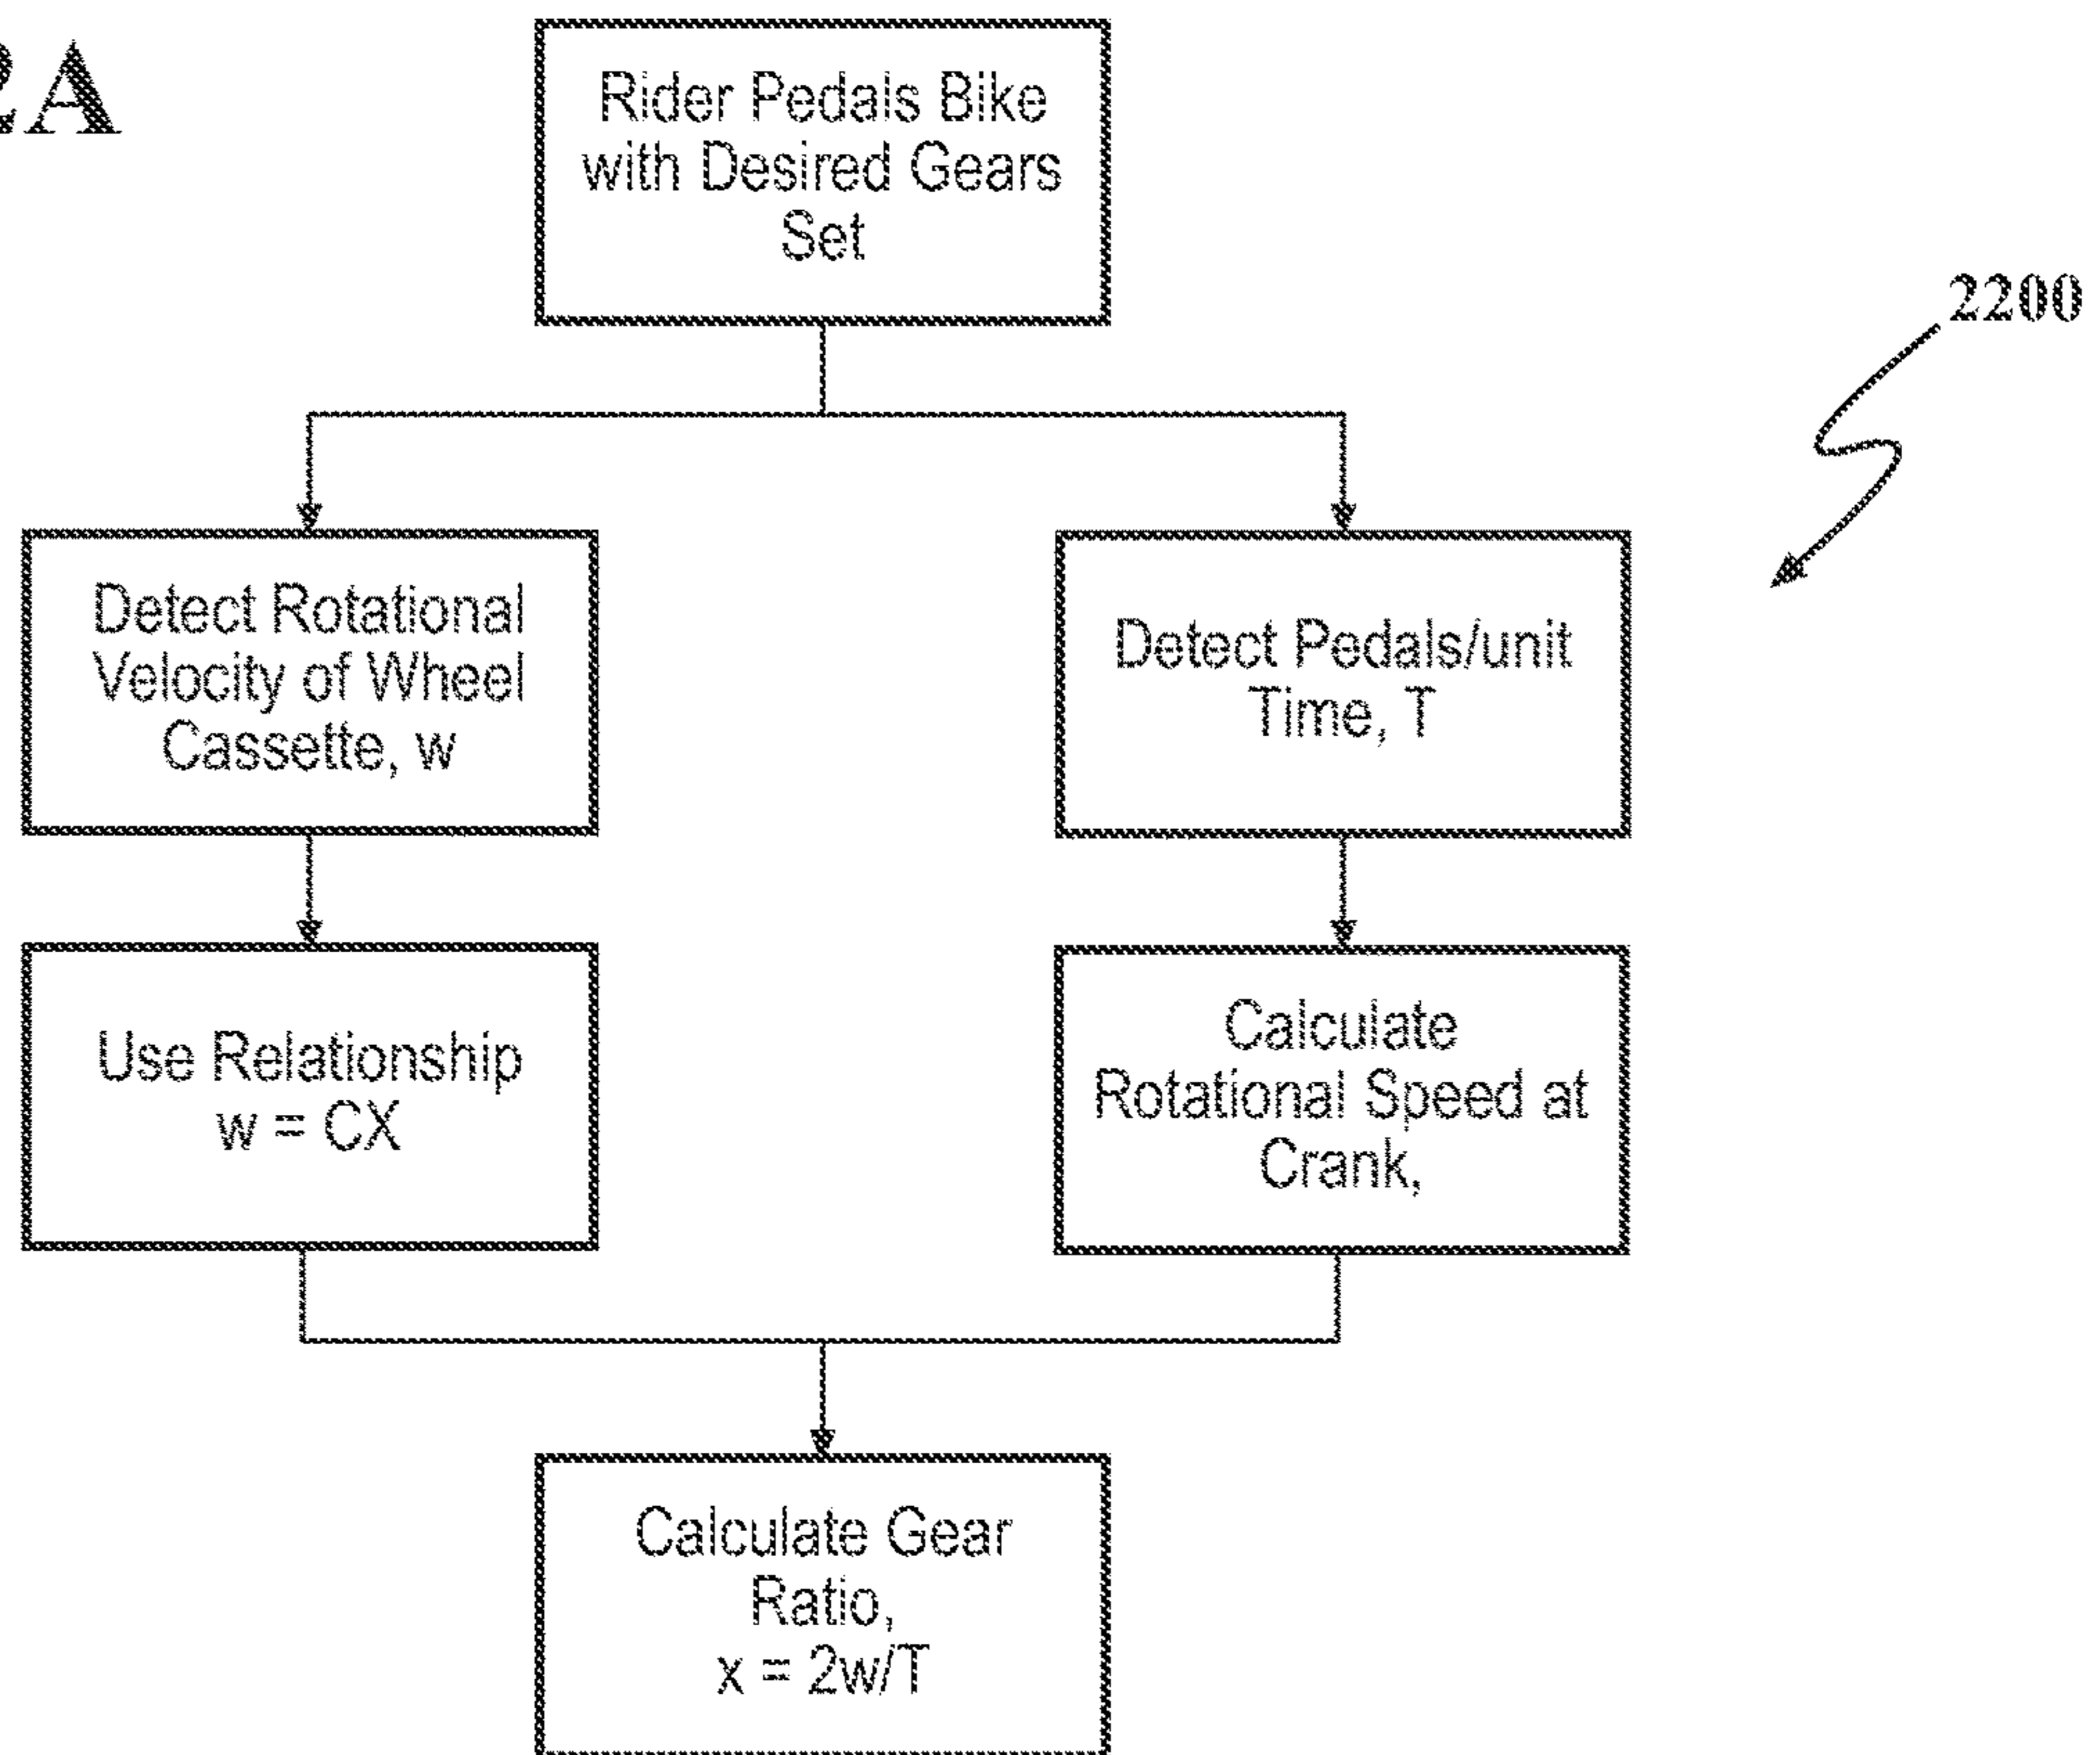 2A
Rider Pedals Bike
with Desired Gears
Set
2200
Detect Rotational
Velocity of Wheel
Cassette, w
Detect Pedals/unit
Time, T
Use Relationship
w = CX
Calculate
Rotational Speed at
Crank,
Calculate Gear
Ratio,
x = 2w/T